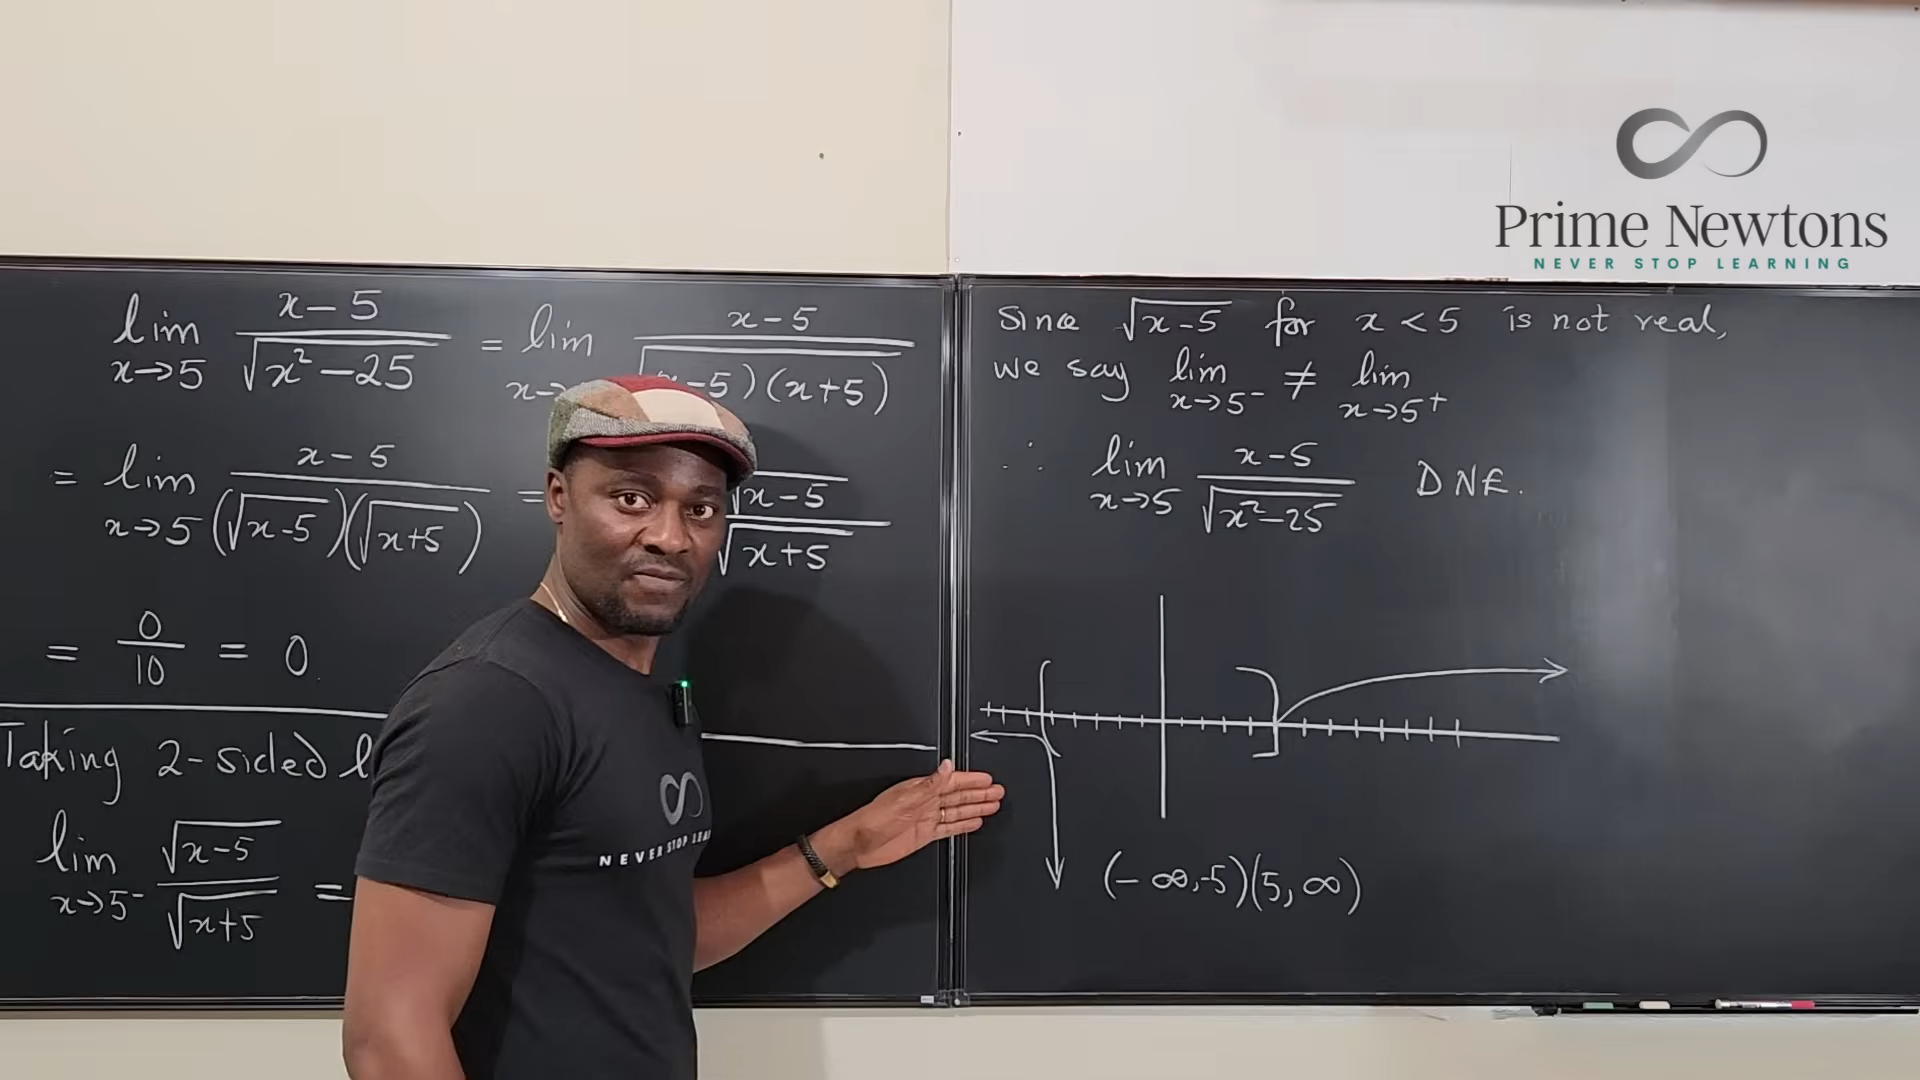 Prime Newtons
NEVER STOP LEARNING
lim x→5 (x-5)/√(x²-25) = lim x→ (x-5)/√((x-5)(x+5))
= lim x→5 (x-5)/(√(x-5))(√(x+5)) = √(x-5)/√(x+5)
= 0/10 = 0.
Taking 2-sided l
lim x→5⁻ √(x-5)/√(x+5) =
Since √(x-5) for x < 5 is not real,
we say lim x→5⁻ ≠ lim x→5⁺
∴ lim x→5 (x-5)/√(x²-25) DNE.
(-∞,-5)(5,∞)
NEVER STOP LEA